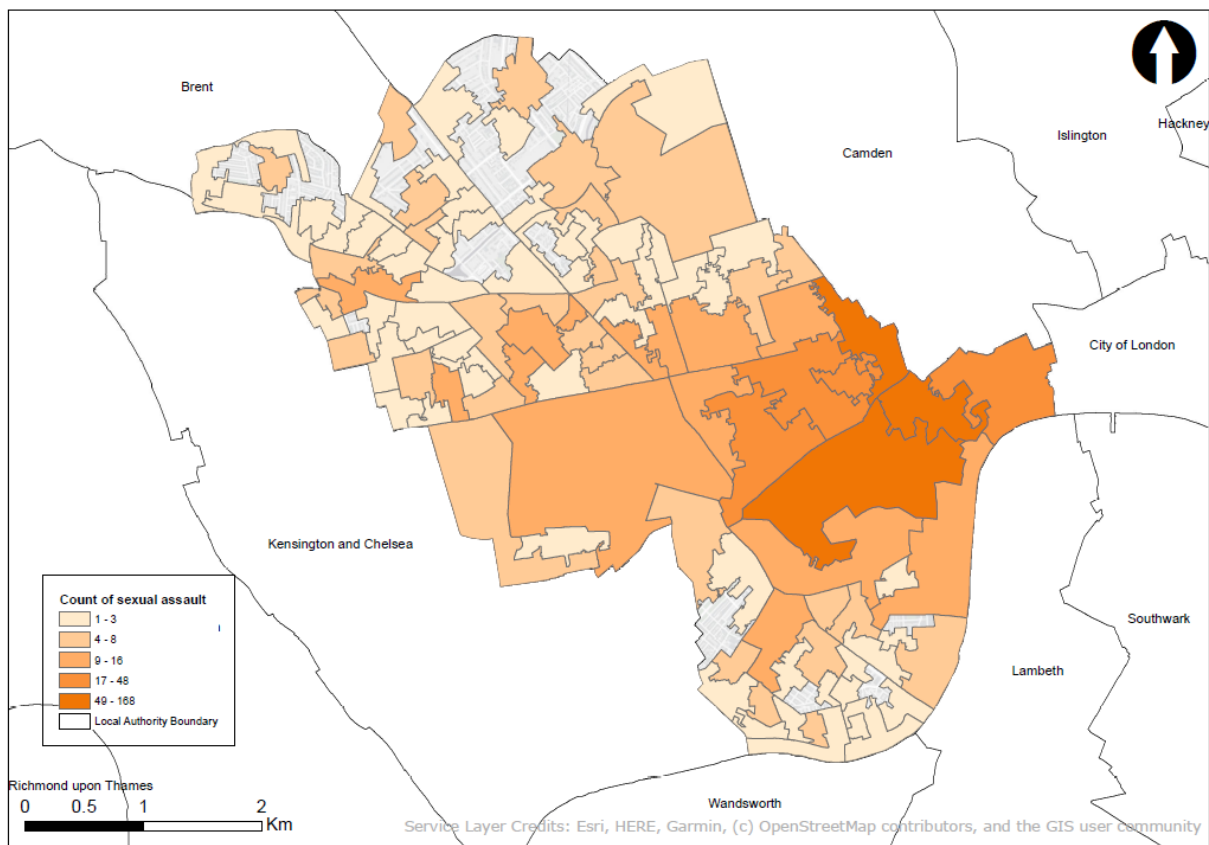 Brent
Islington
Hackney
Camden
City of London
Kensington and Chelsea
Southwark
Lambeth
Count of sexual assault
1 - 3
4 - 8
9 - 16
17 - 48
49 - 168
Local Authority Boundary
Richmond upon Thames
0 0.5 1 2
Km
Wandsworth
Service Layer Credits: Esri, HERE, Garmin, (c) OpenStreetMap contributors, and the GIS user community